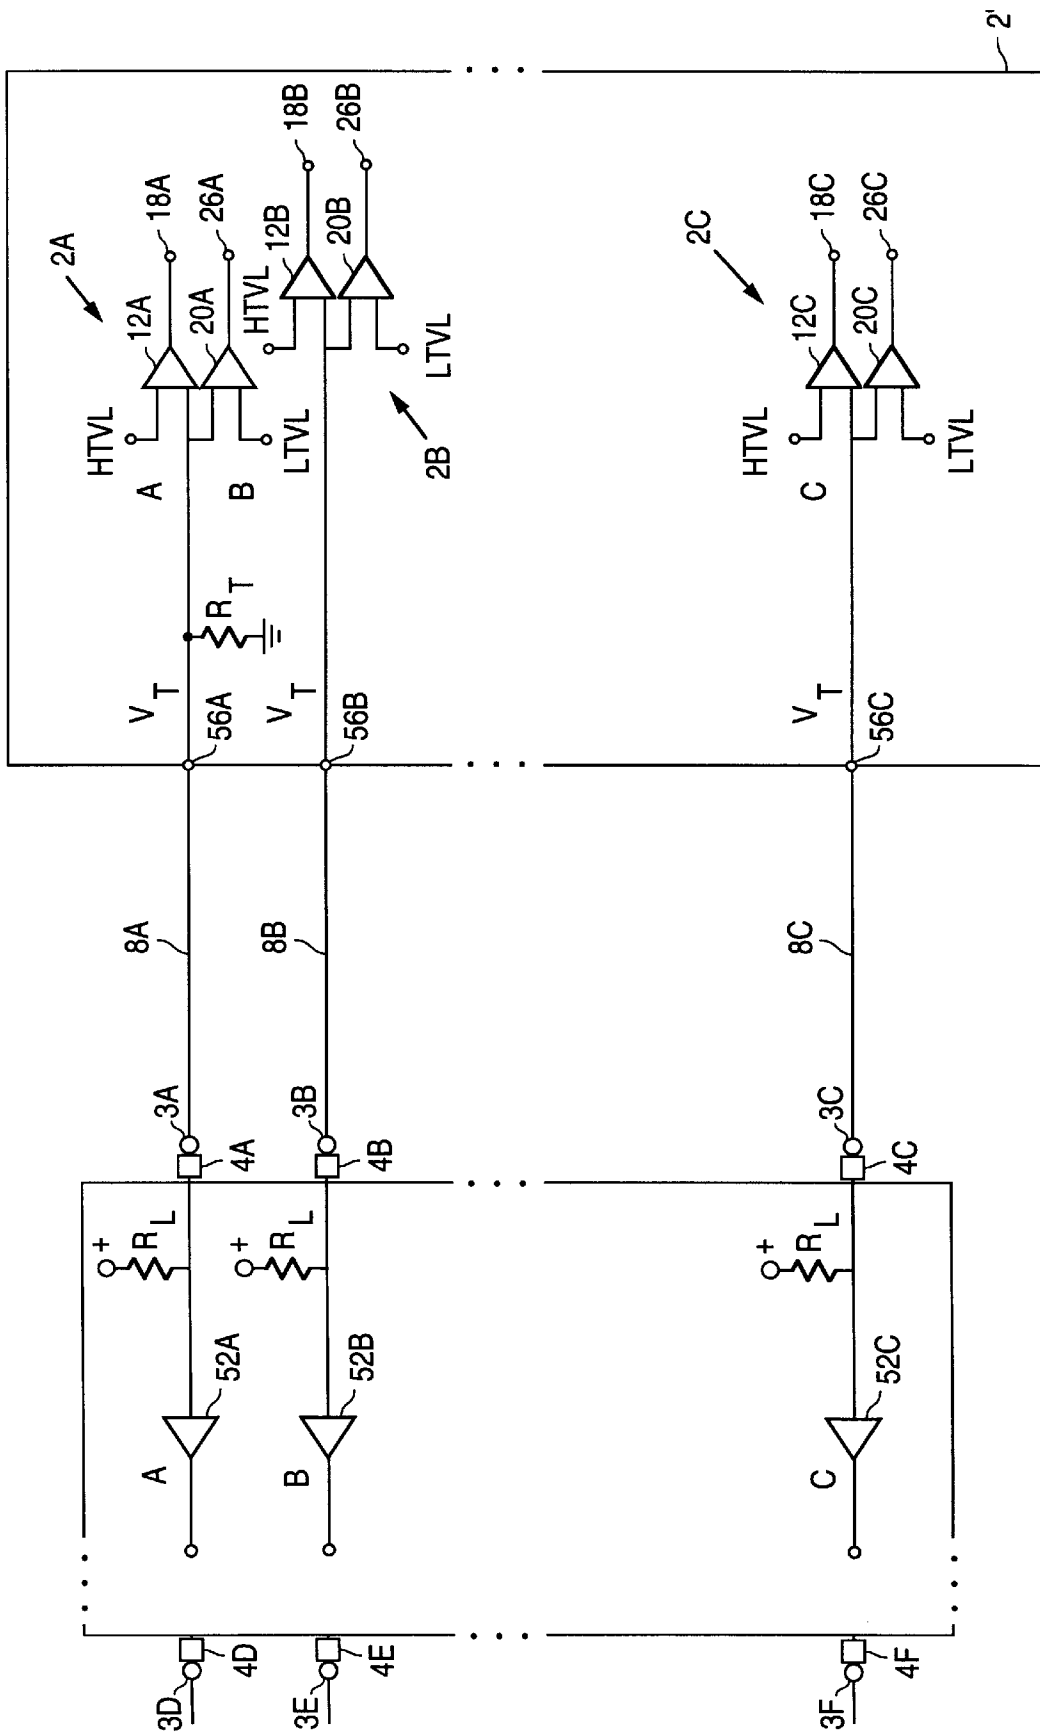 2'
2A
18A
26A
12A
20A
HTVL
LTVL
A
B
18B
26B
12B
20B
HTVL
LTVL
2B
2C
18C
26C
12C
20C
HTVL
LTVL
C
R T
V T
56A
V T
56B
V T
56C
8A
8B
8C
3A
4A
3B
4B
3C
4C
+
R L
+
R L
+
R L
52A
A
52B
B
52C
C
4D
3D
4E
3E
4F
3F